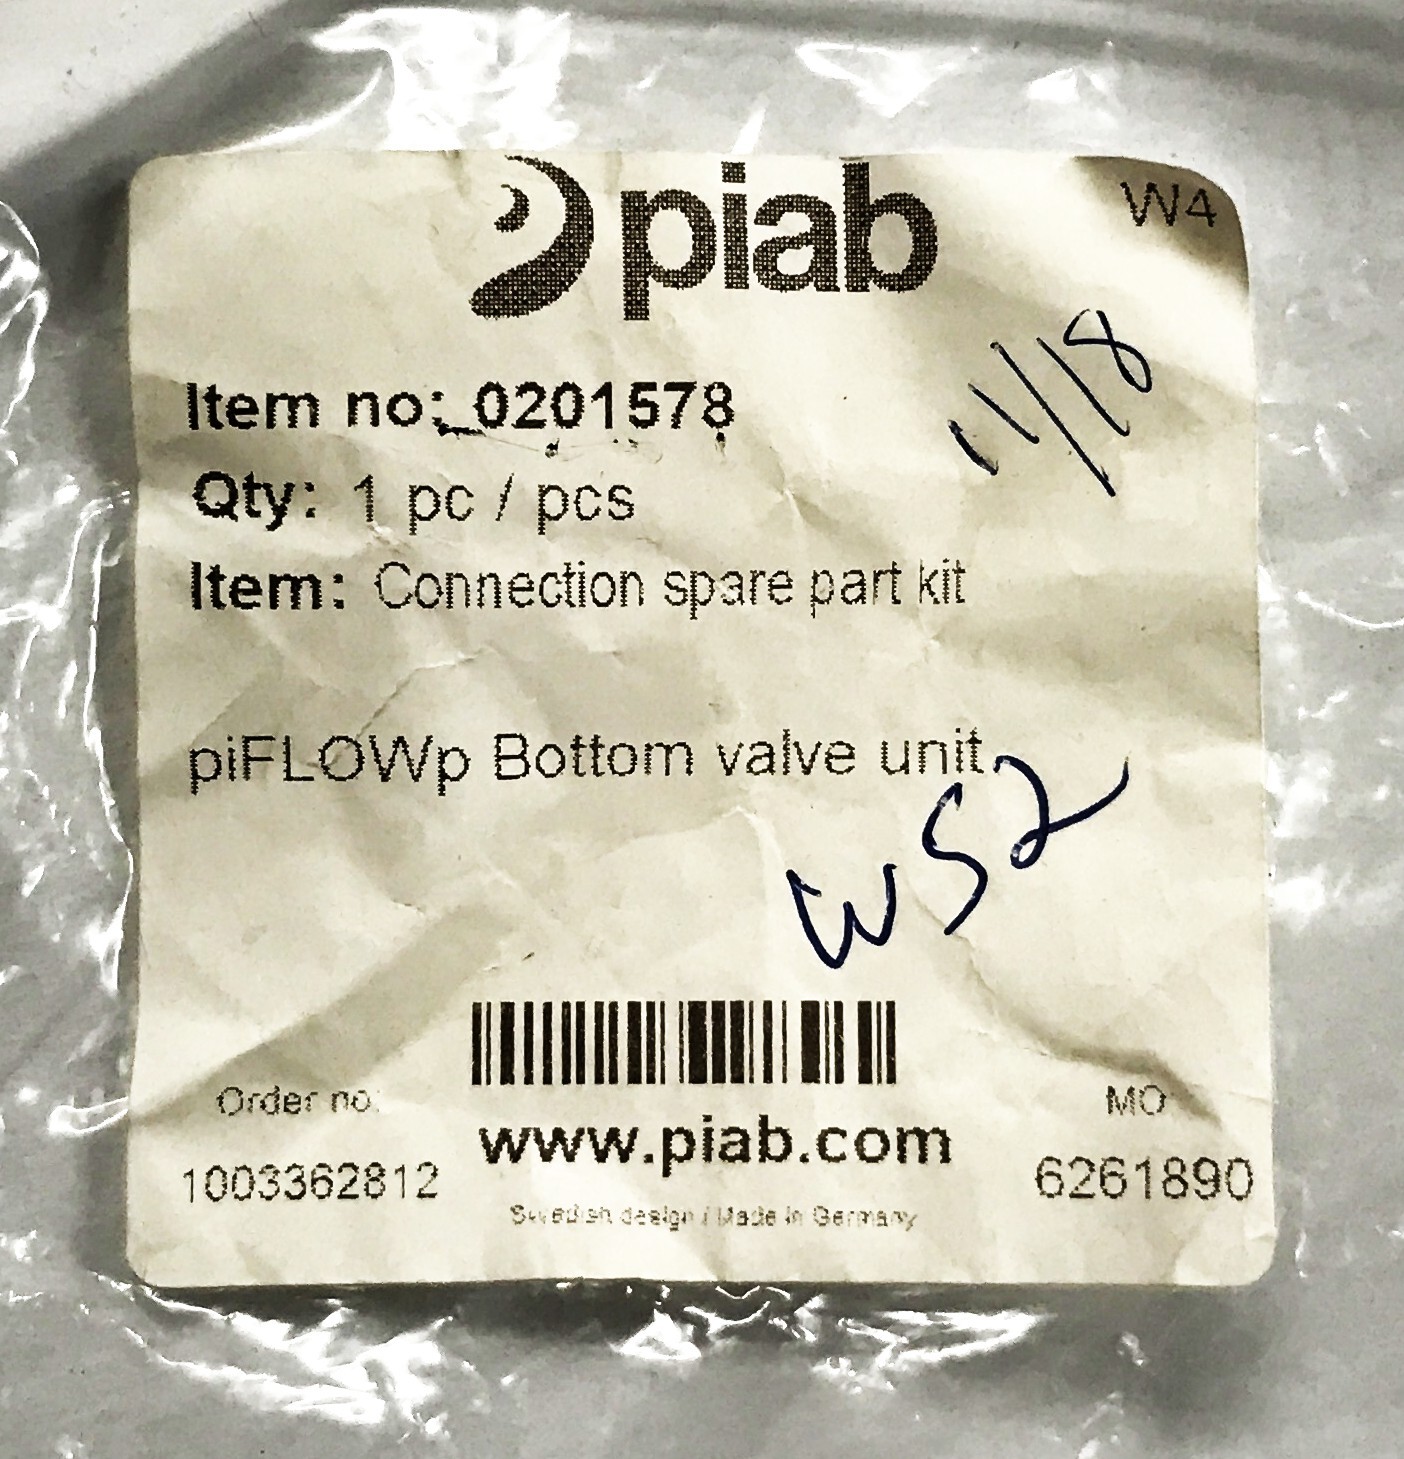 piab
W4
11/18
Item no: 0201578
Qty: 1 pc / pcs
Item: Connection spare part kit
piFLOWp Bottom valve unit
WS2
Order no:
1003362812
www.piab.com
Swedish design / Made in Germany
MO
6261890